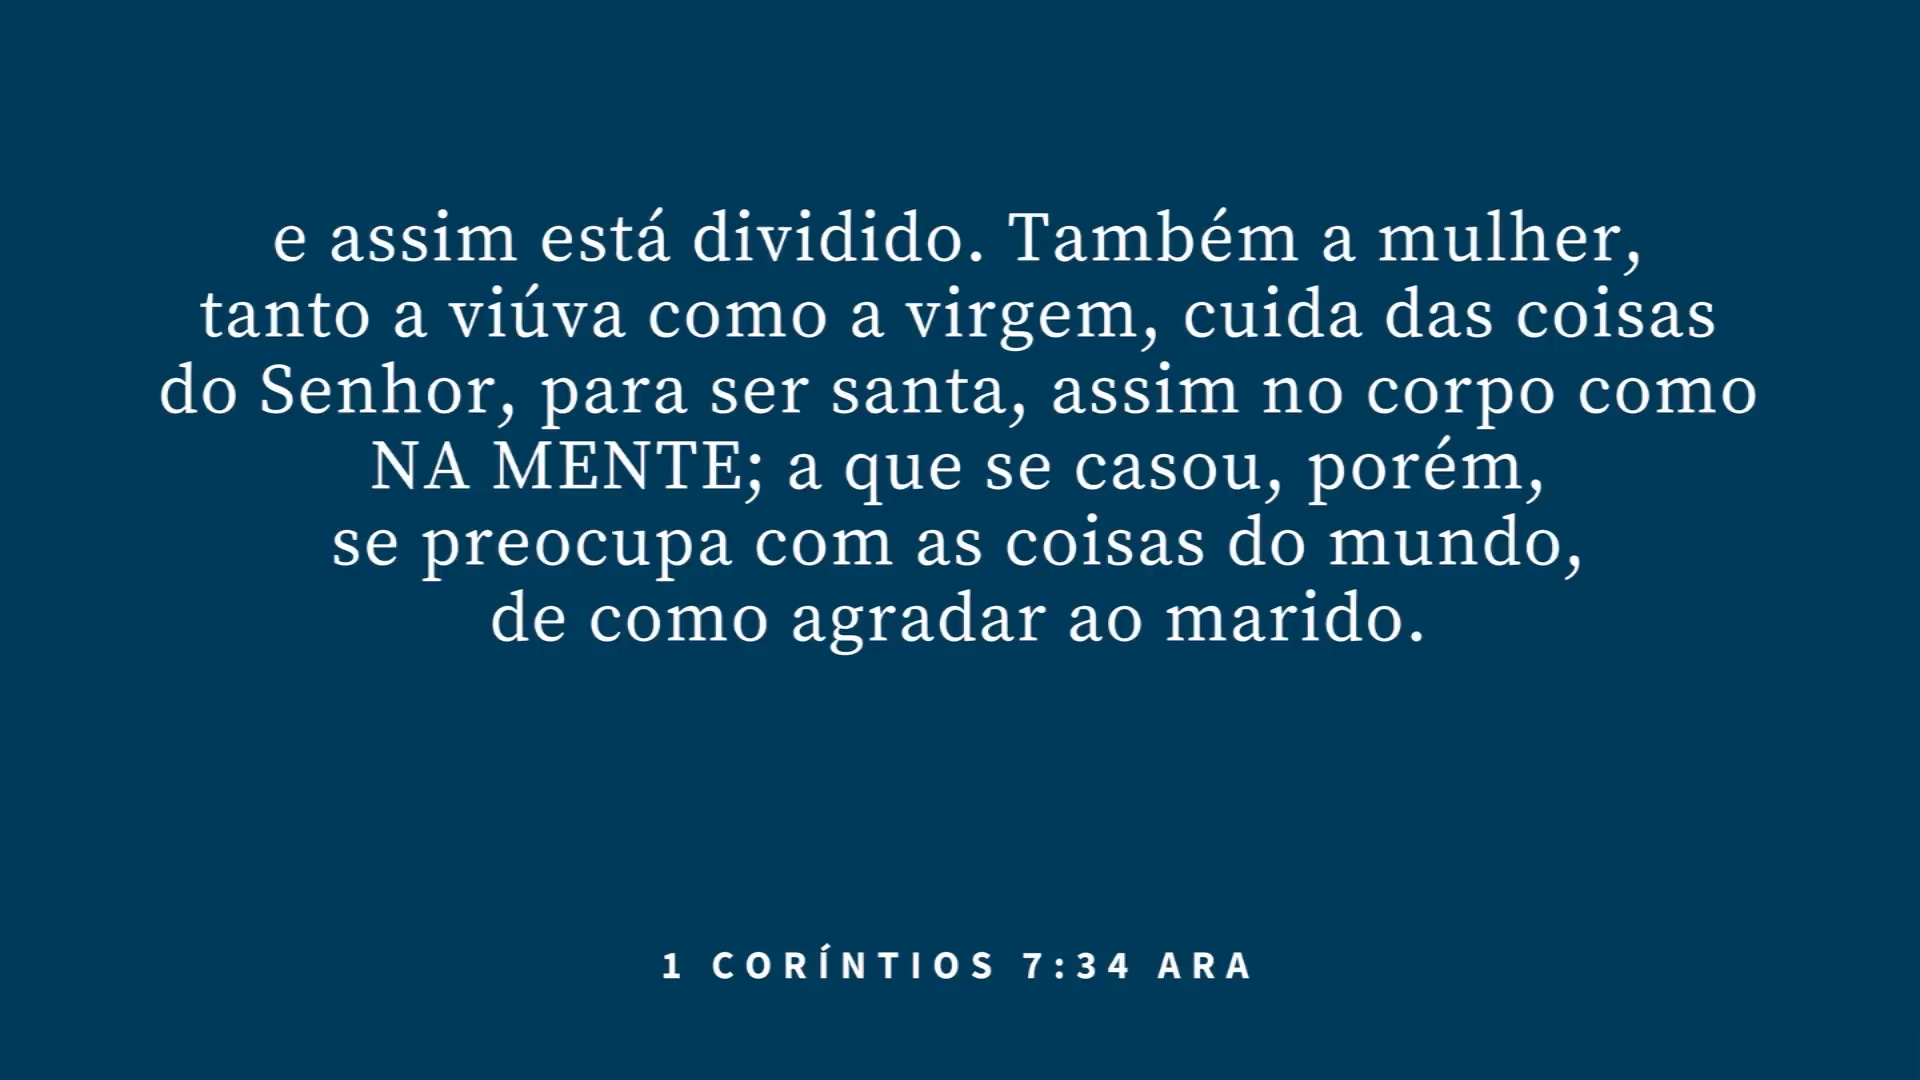 e assim está dividido. Também a mulher,
tanto a viúva como a virgem, cuida das coisas
do Senhor, para ser santa, assim no corpo como
NA MENTE; a que se casou, porém,
se preocupa com as coisas do mundo,
de como agradar ao marido.
1 CORÍNTIOS 7:34 ARA